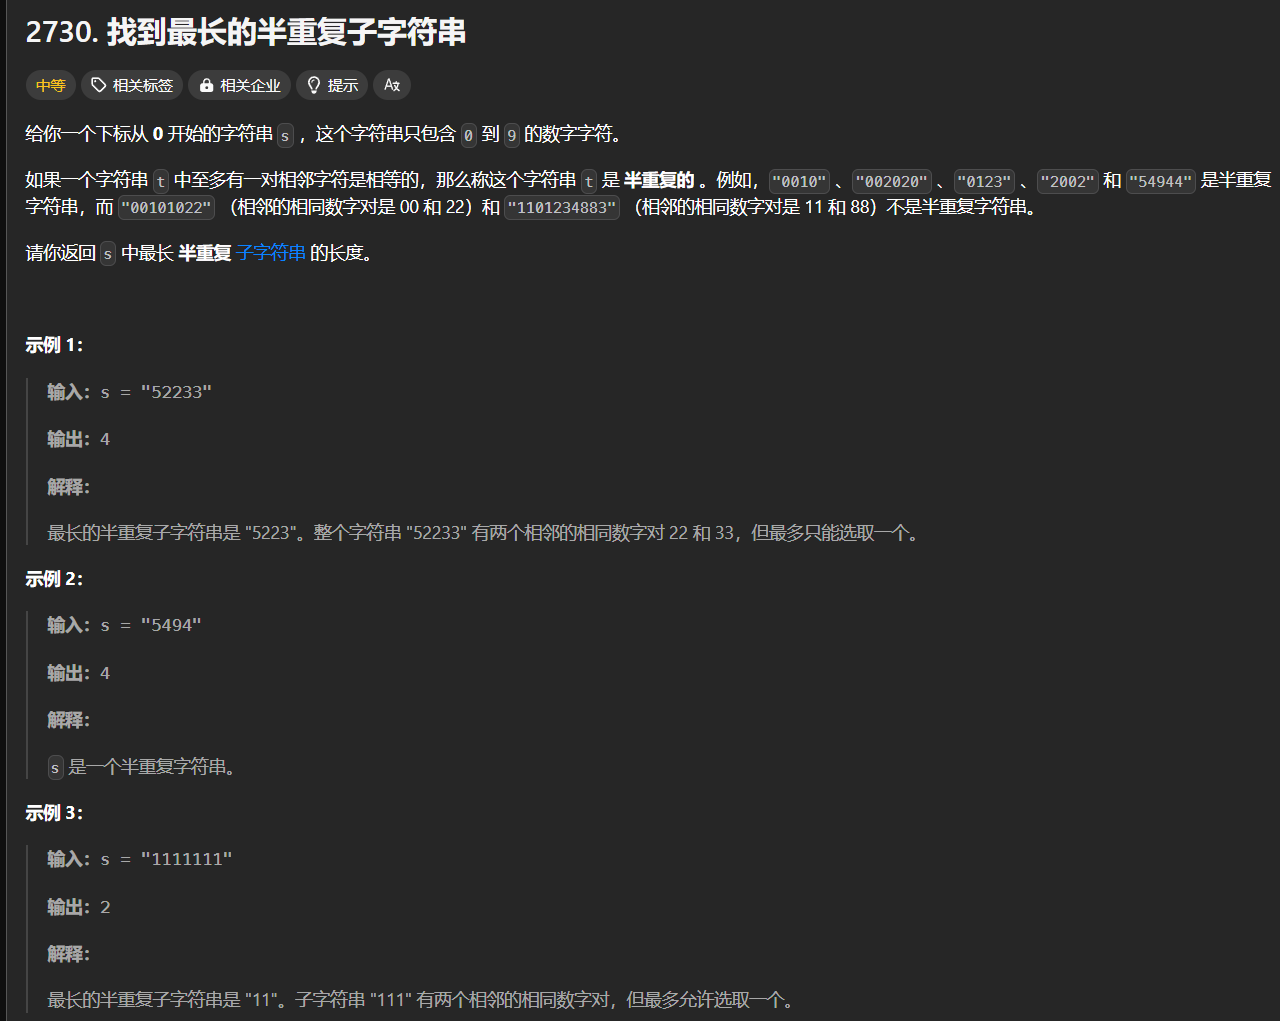 2730. 找到最长的半重复子字符串
中等 相关标签 相关企业 提示 Aあ
给你一个下标从 0 开始的字符串 s ，这个字符串只包含 0 到 9 的数字字符。
如果一个字符串 t 中至多有一对相邻字符是相等的，那么称这个字符串 t 是 半重复的 。例如，"0010" 、"002020" 、"0123" 、"2002" 和 "54944" 是半重复
字符串，而 "00101022" （相邻的相同数字对是 00 和 22）和 "1101234883" （相邻的相同数字对是 11 和 88）不是半重复字符串。
请你返回 s 中最长 半重复 子字符串 的长度。
示例 1：
输入：s = "52233"
输出：4
解释：
最长的半重复子字符串是 "5223"。整个字符串 "52233" 有两个相邻的相同数字对 22 和 33，但最多只能选取一个。
示例 2：
输入：s = "5494"
输出：4
解释：
s 是一个半重复字符串。
示例 3：
输入：s = "1111111"
输出：2
解释：
最长的半重复子字符串是 "11"。子字符串 "111" 有两个相邻的相同数字对，但最多允许选取一个。